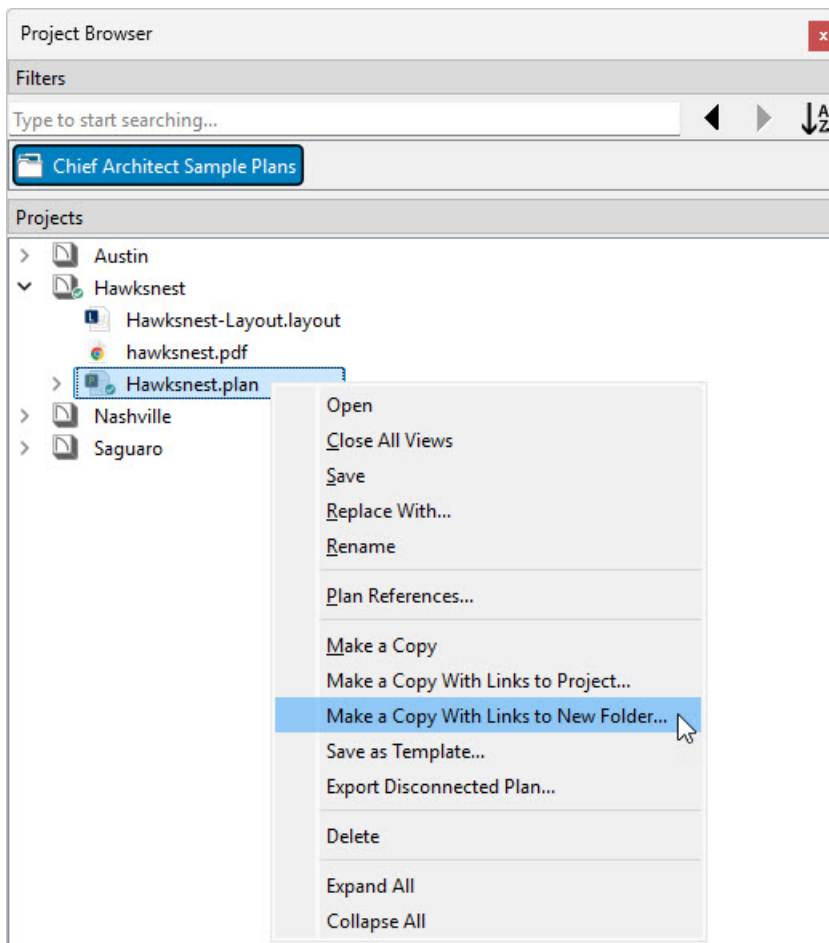 Project Browser
x
Filters
Type to start searching...
A
Z
Chief Architect Sample Plans
Projects
Austin
Hawksnest
L Hawksnest-Layout.layout
hawksnest.pdf
P Hawksnest.plan
Open
Close All Views
Save
Replace With...
Rename
Plan References...
Make a Copy
Make a Copy With Links to Project...
Make a Copy With Links to New Folder...
Save as Template...
Export Disconnected Plan...
Delete
Expand All
Collapse All
Nashville
Saguaro